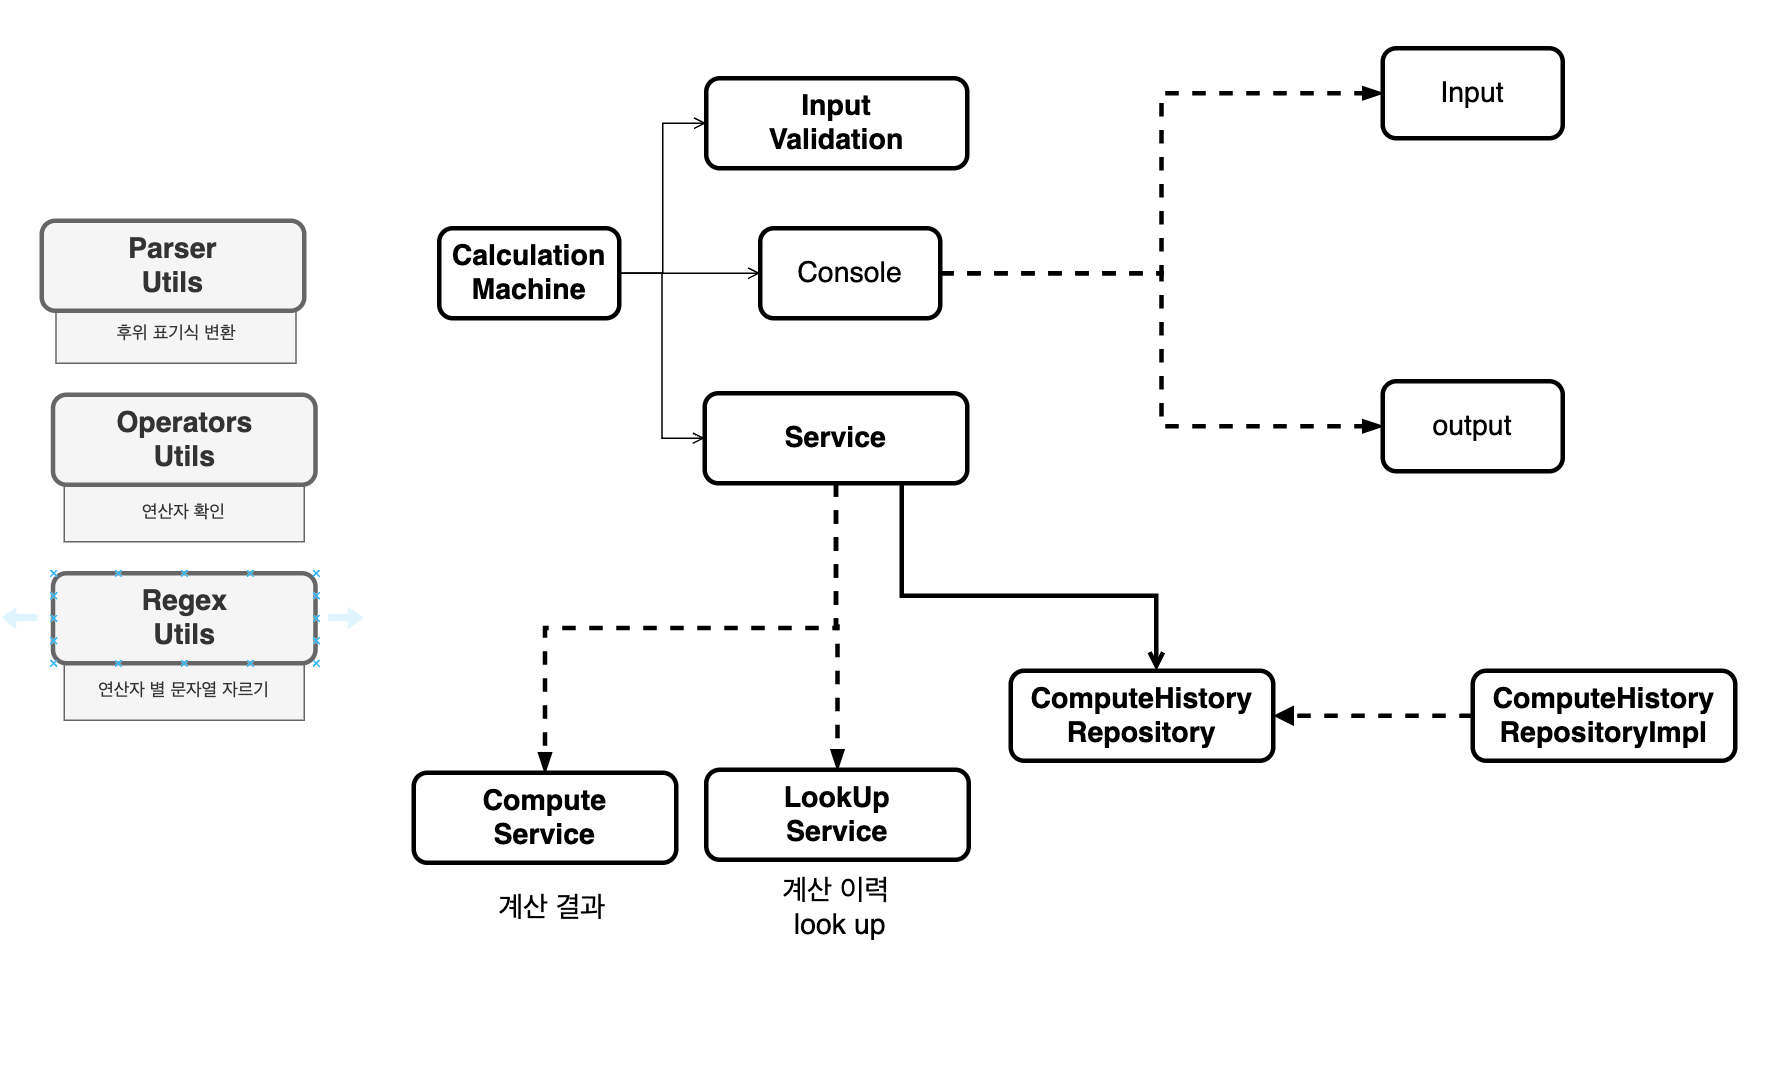 Parser
Utils
후위 표기식 변환
Operators
Utils
연산자 확인
Regex
Utils
연산자 별 문자열 자르기
Calculation
Machine
Input
Validation
Console
Service
Input
output
Compute
Service
계산 결과
LookUp
Service
계산 이력
look up
ComputeHistory
Repository
ComputeHistory
RepositoryImpl